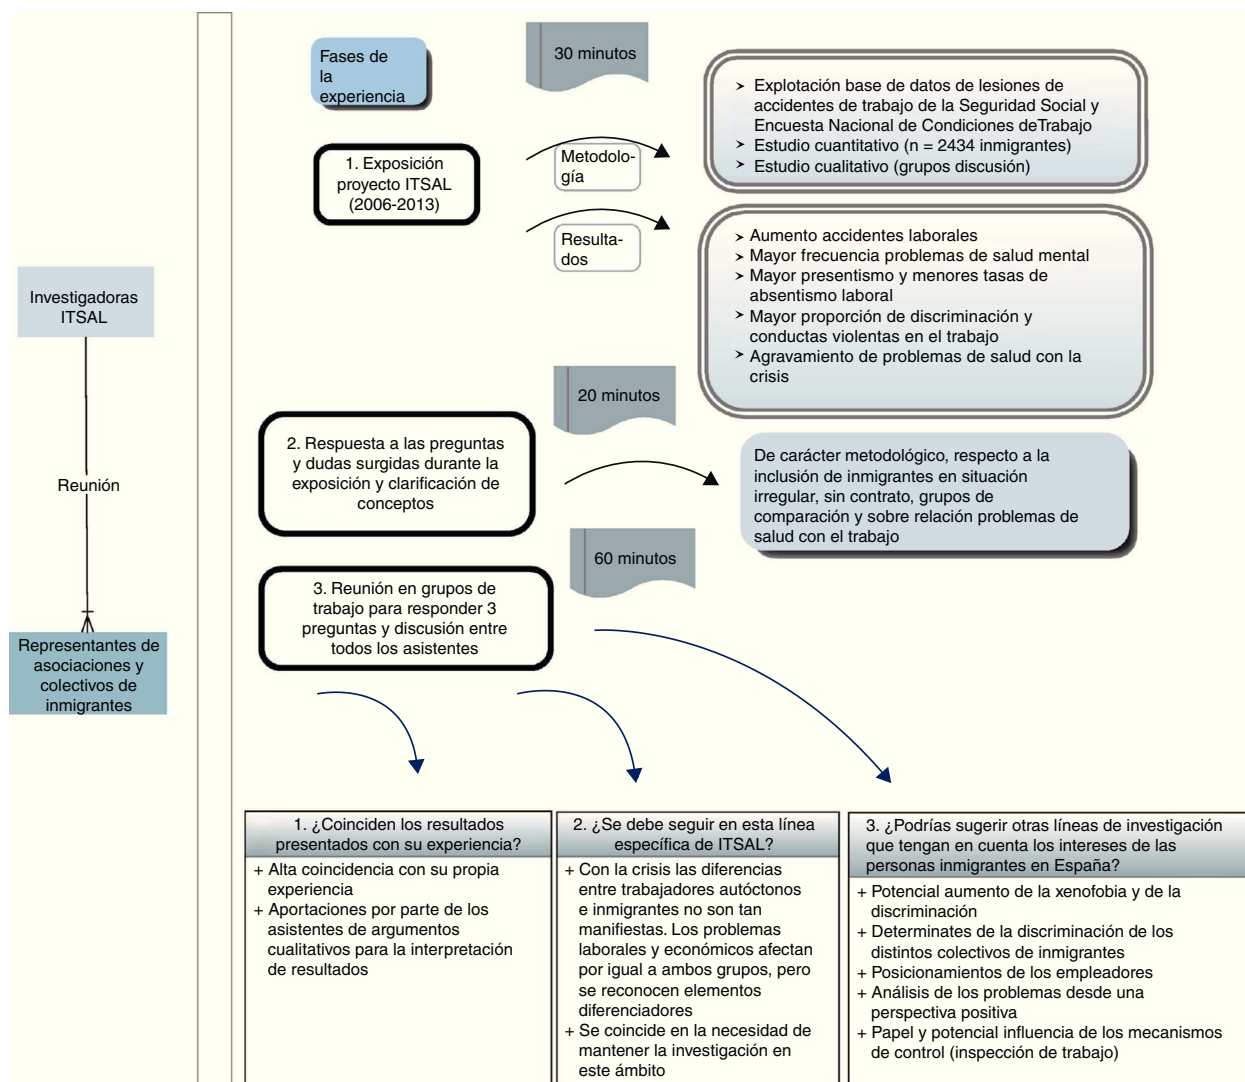 Fases de
la
experiencia
30 minutos
1. Exposición
proyecto ITSAL
(2006-2013)
Metodolo-
gía
➢ Explotación base de datos de lesiones de
accidentes de trabajo de la Seguridad Social y
Encuesta Nacional de Condiciones deTrabajo
➢ Estudio cuantitativo (n = 2434 inmigrantes)
➢ Estudio cualitativo (grupos discusión)
Resulta-
dos
➢ Aumento accidentes laborales
➢ Mayor frecuencia problemas de salud mental
➢ Mayor presentismo y menores tasas de
absentismo laboral
➢ Mayor proporción de discriminación y
conductas violentas en el trabajo
➢ Agravamiento de problemas de salud con la
crisis
Investigadoras
ITSAL
Reunión
Representantes de
asociaciones y
colectivos de
inmigrantes
20 minutos
2. Respuesta a las preguntas
y dudas surgidas durante la
exposición y clarificación de
conceptos
De carácter metodológico, respecto a la
inclusión de inmigrantes en situación
irregular, sin contrato, grupos de
comparación y sobre relación problemas de
salud con el trabajo
60 minutos
3. Reunión en grupos de
trabajo para responder 3
preguntas y discusión entre
todos los asistentes
1. ¿Coinciden los resultados
presentados con su experiencia?
+ Alta coincidencia con su propia
experiencia
+ Aportaciones por parte de los
asistentes de argumentos
cualitativos para la interpretación
de resultados
2. ¿Se debe seguir en esta línea
específica de ITSAL?
+ Con la crisis las diferencias
entre trabajadores autóctonos
e inmigrantes no son tan
manifiestas. Los problemas
laborales y económicos afectan
por igual a ambos grupos, pero
se reconocen elementos
diferenciadores
+ Se coincide en la necesidad de
mantener la investigación en
este ámbito
3. ¿Podrías sugerir otras líneas de investigación
que tengan en cuenta los intereses de las
personas inmigrantes en España?
+ Potencial aumento de la xenofobia y de la
discriminación
+ Determinates de la discriminación de los
distintos colectivos de inmigrantes
+ Posicionamientos de los empleadores
+ Análisis de los problemas desde una
perspectiva positiva
+ Papel y potencial influencia de los mecanismos
de control (inspección de trabajo)